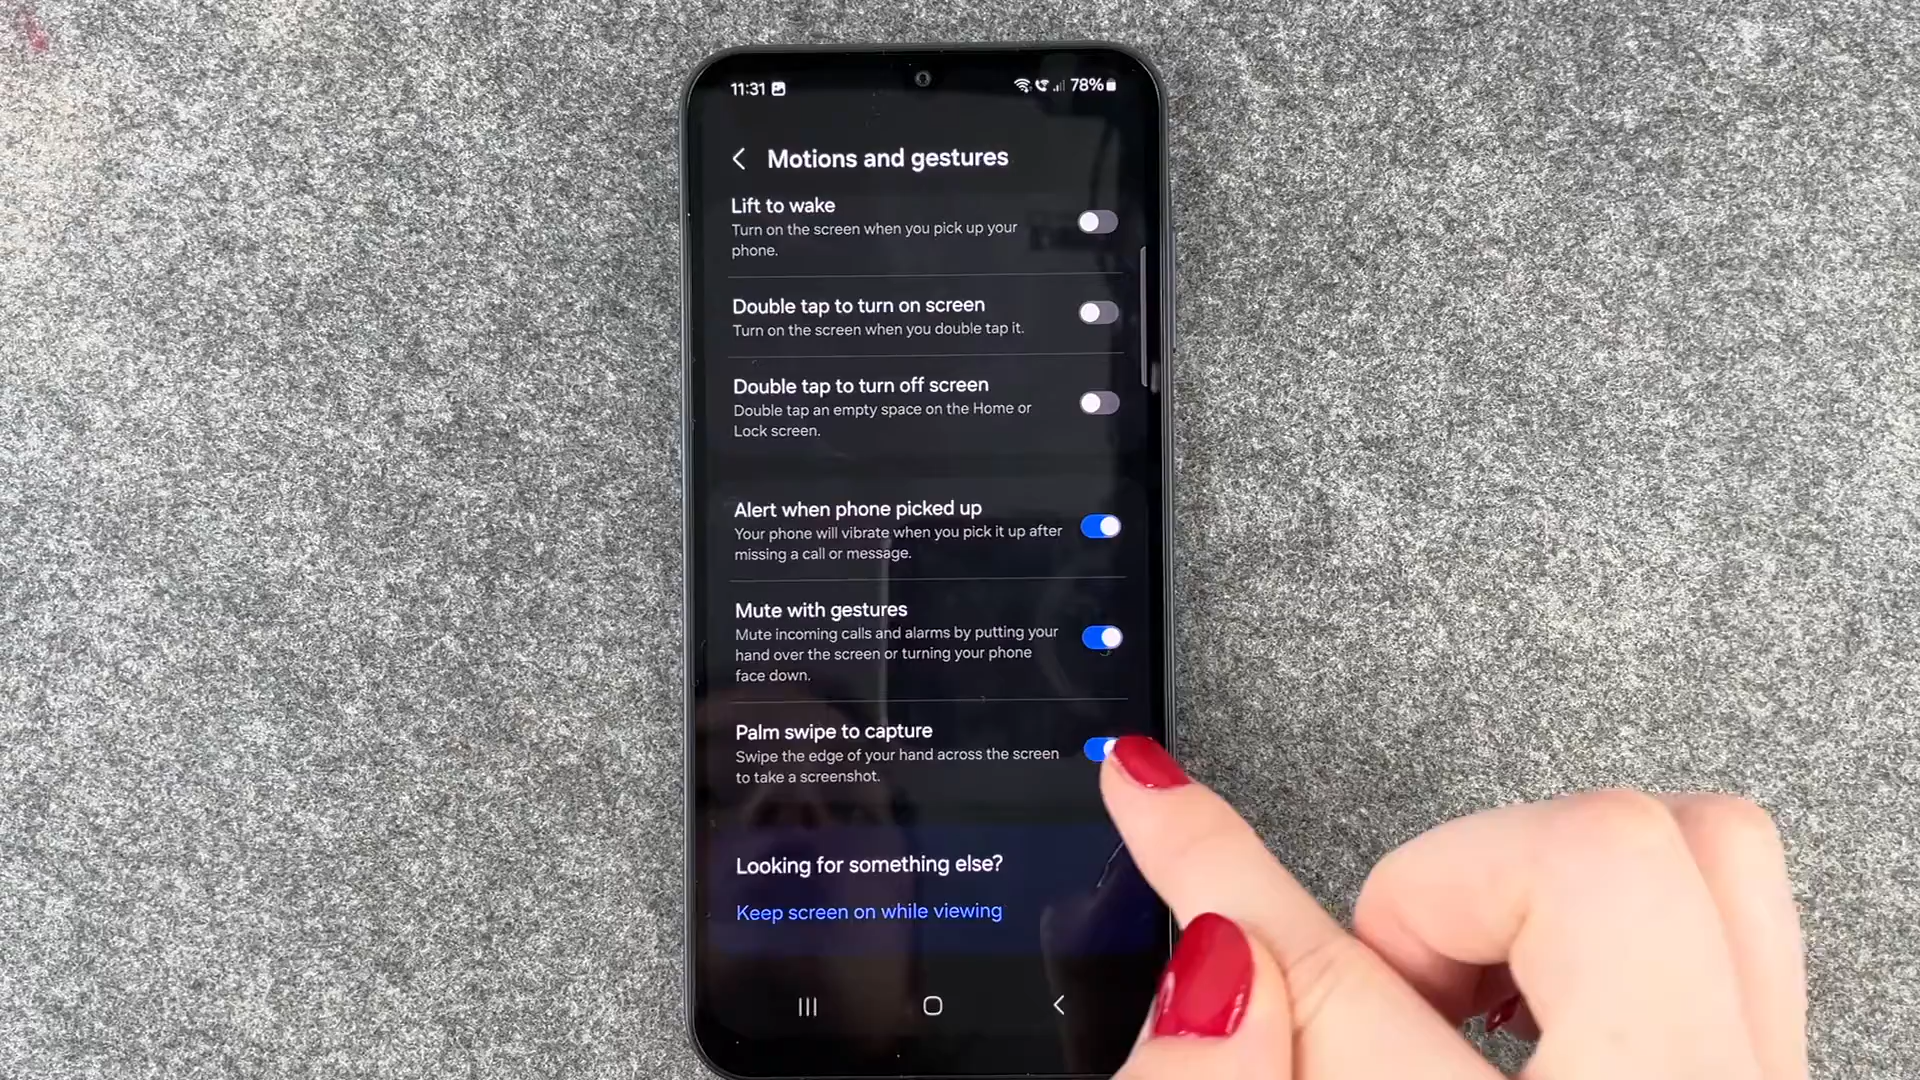 11:31 78%
Motions and gestures
Lift to wake
Turn on the screen when you pick up your
phone.
Double tap to turn on screen
Turn on the screen when you double tap it.
Double tap to turn off screen
Double tap an empty space on the Home or
Lock screen.
Alert when phone picked up
Your phone will vibrate when you pick it up after
missing a call or message.
Mute with gestures
Mute incoming calls and alarms by putting your
hand over the screen or turning your phone
face down.
Palm swipe to capture
Swipe the edge of your hand across the screen
to take a screenshot.
Looking for something else?
Keep screen on while viewing